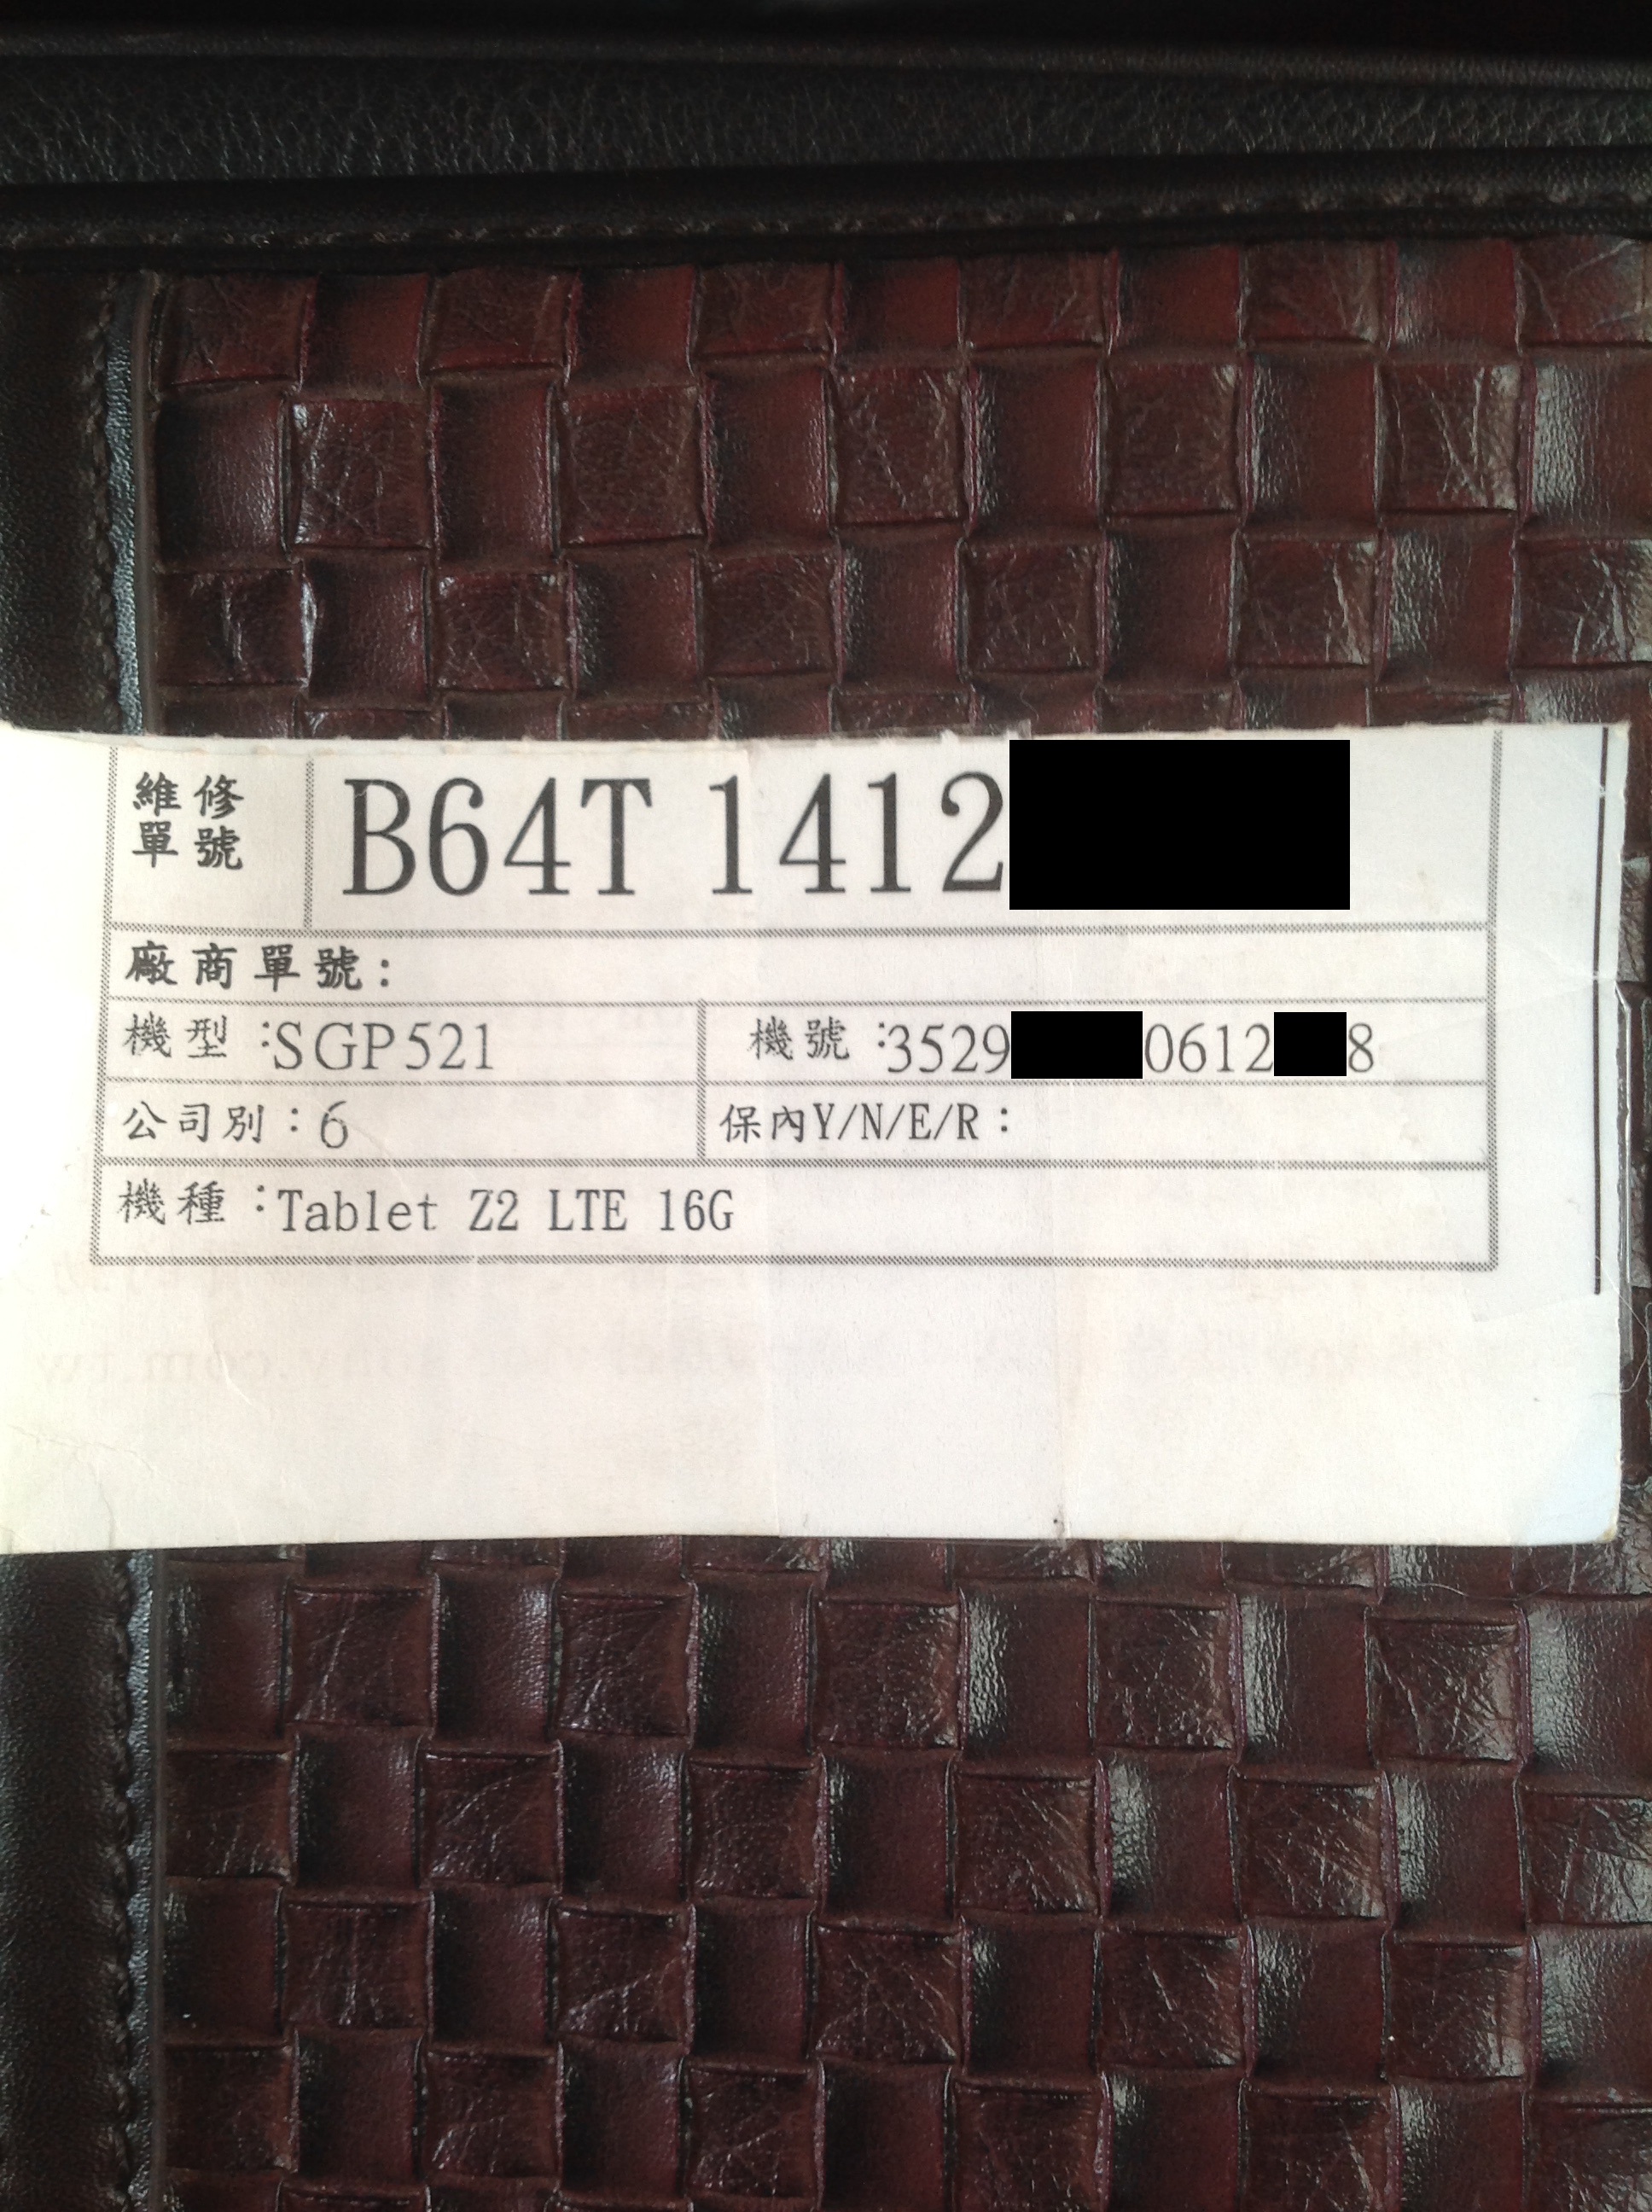 維修單號 B64T 1412
廠商單號:
機型:SGP521 機號:3529 0612 8
公司別:6 保內Y/N/E/R:
機種:Tablet Z2 LTE 16G